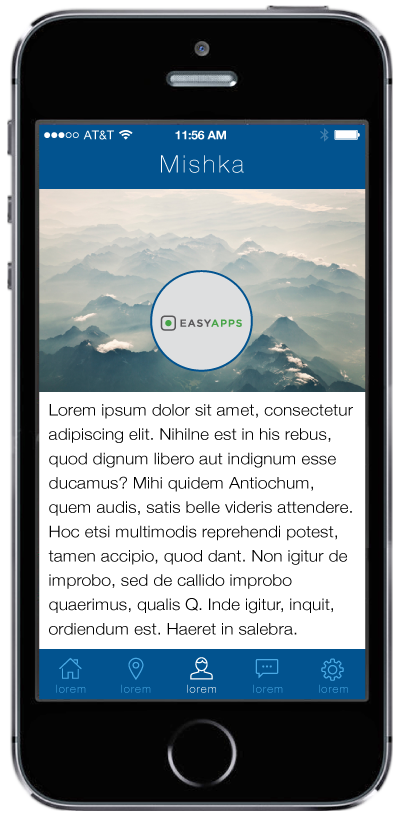 AT&T 11:56 AM
Mishka
EASYAPPS
Lorem ipsum dolor sit amet, consectetur
adipiscing elit. Nihilne est in his rebus,
quod dignum libero aut indignum esse
ducamus? Mihi quidem Antiochum,
quem audis, satis belle videris attendere.
Hoc etsi multimodis reprehendi potest,
tamen accipio, quod dant. Non igitur de
improbo, sed de callido improbo
quaerimus, qualis Q. Inde igitur, inquit,
ordiendum est. Haeret in salebra.
lorem lorem lorem lorem lorem